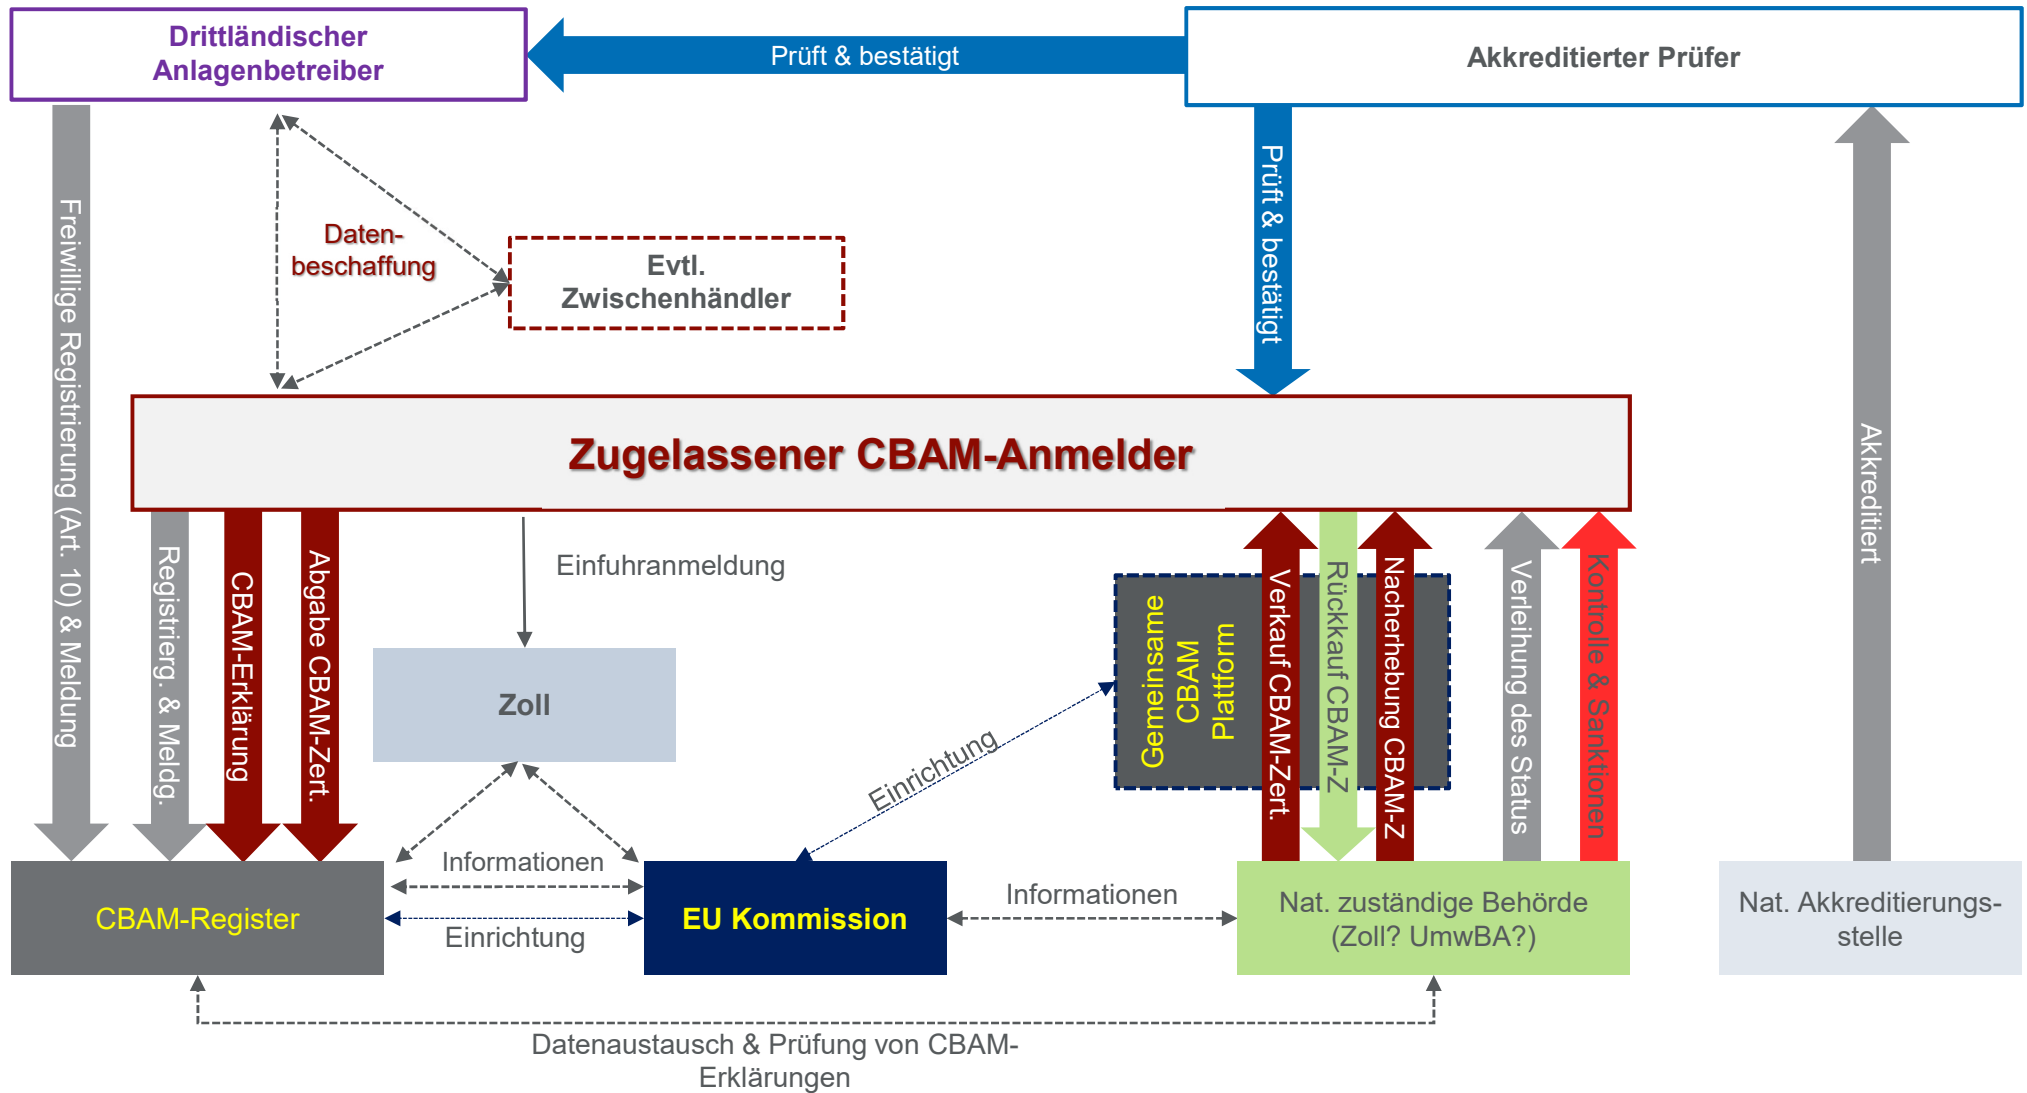 Drittländischer
Anlagenbetreiber
Prüft & bestätigt
Akkreditierter Prüfer
Freiwillige Registrierung (Art. 10) & Meldung
Daten-
beschaffung
Evtl.
Zwischenhändler
Prüft & bestätigt
Akkreditiert
Zugelassener CBAM-Anmelder
Registrierg. & Meldg.
CBAM-Erklärung
Abgabe CBAM-Zert.
Einfuhranmeldung
Zoll
Einrichtung
Gemeinsame
CBAM
Plattform
Verkauf CBAM-Zert.
Rückkauf CBAM-Z
Nacherhebung CBAM-Z
Verleihung des Status
Kontrolle & Sanktionen
CBAM-Register
Informationen
Einrichtung
EU Kommission
Informationen
Nat. zuständige Behörde
(Zoll? UmwBA?)
Nat. Akkreditierungs-
stelle
Datenaustausch & Prüfung von CBAM-
Erklärungen